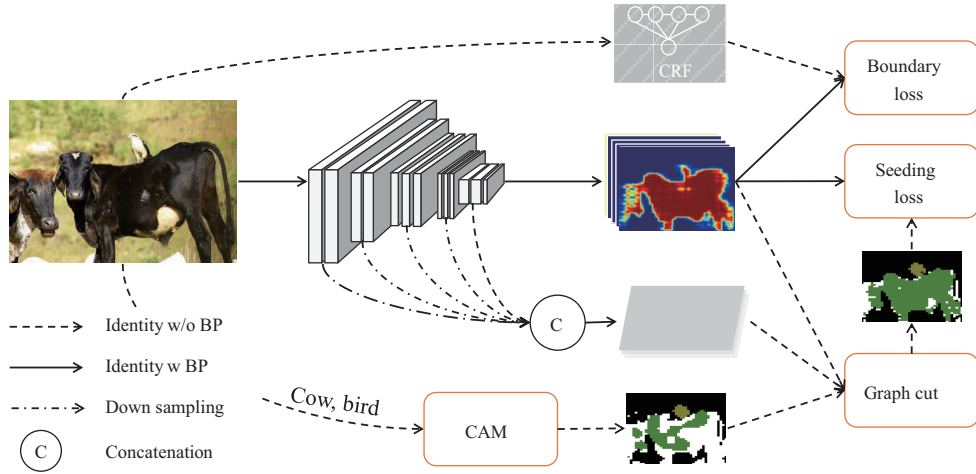 CRF
Boundary
loss
Seeding
loss
C
Identity w/o BP
Identity w BP
Down sampling
C
Concatenation
Cow, bird
CAM
Graph cut